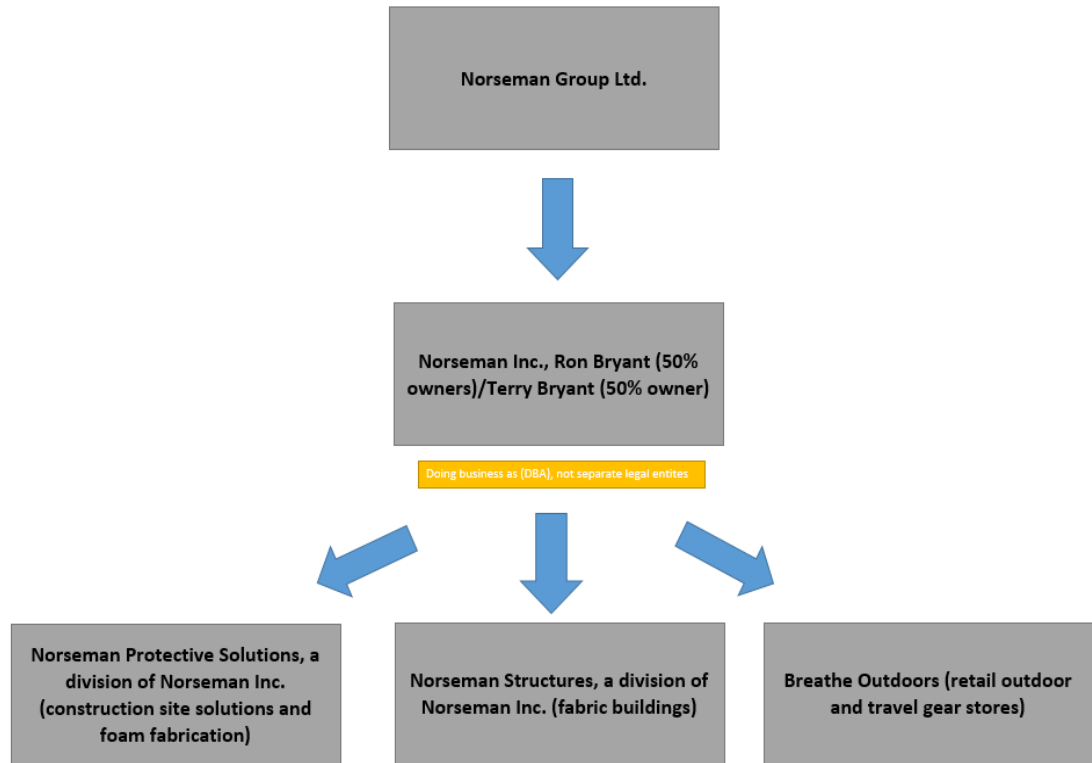 Norseman Group Ltd.
Norseman Inc., Ron Bryant (50%
owners)/Terry Bryant (50% owner)
Doing business as (DBA), not separate legal entites
Norseman Protective Solutions, a
division of Norseman Inc.
(construction site solutions and
foam fabrication)
Norseman Structures, a division of
Norseman Inc. (fabric buildings)
Breathe Outdoors (retail outdoor
and travel gear stores)